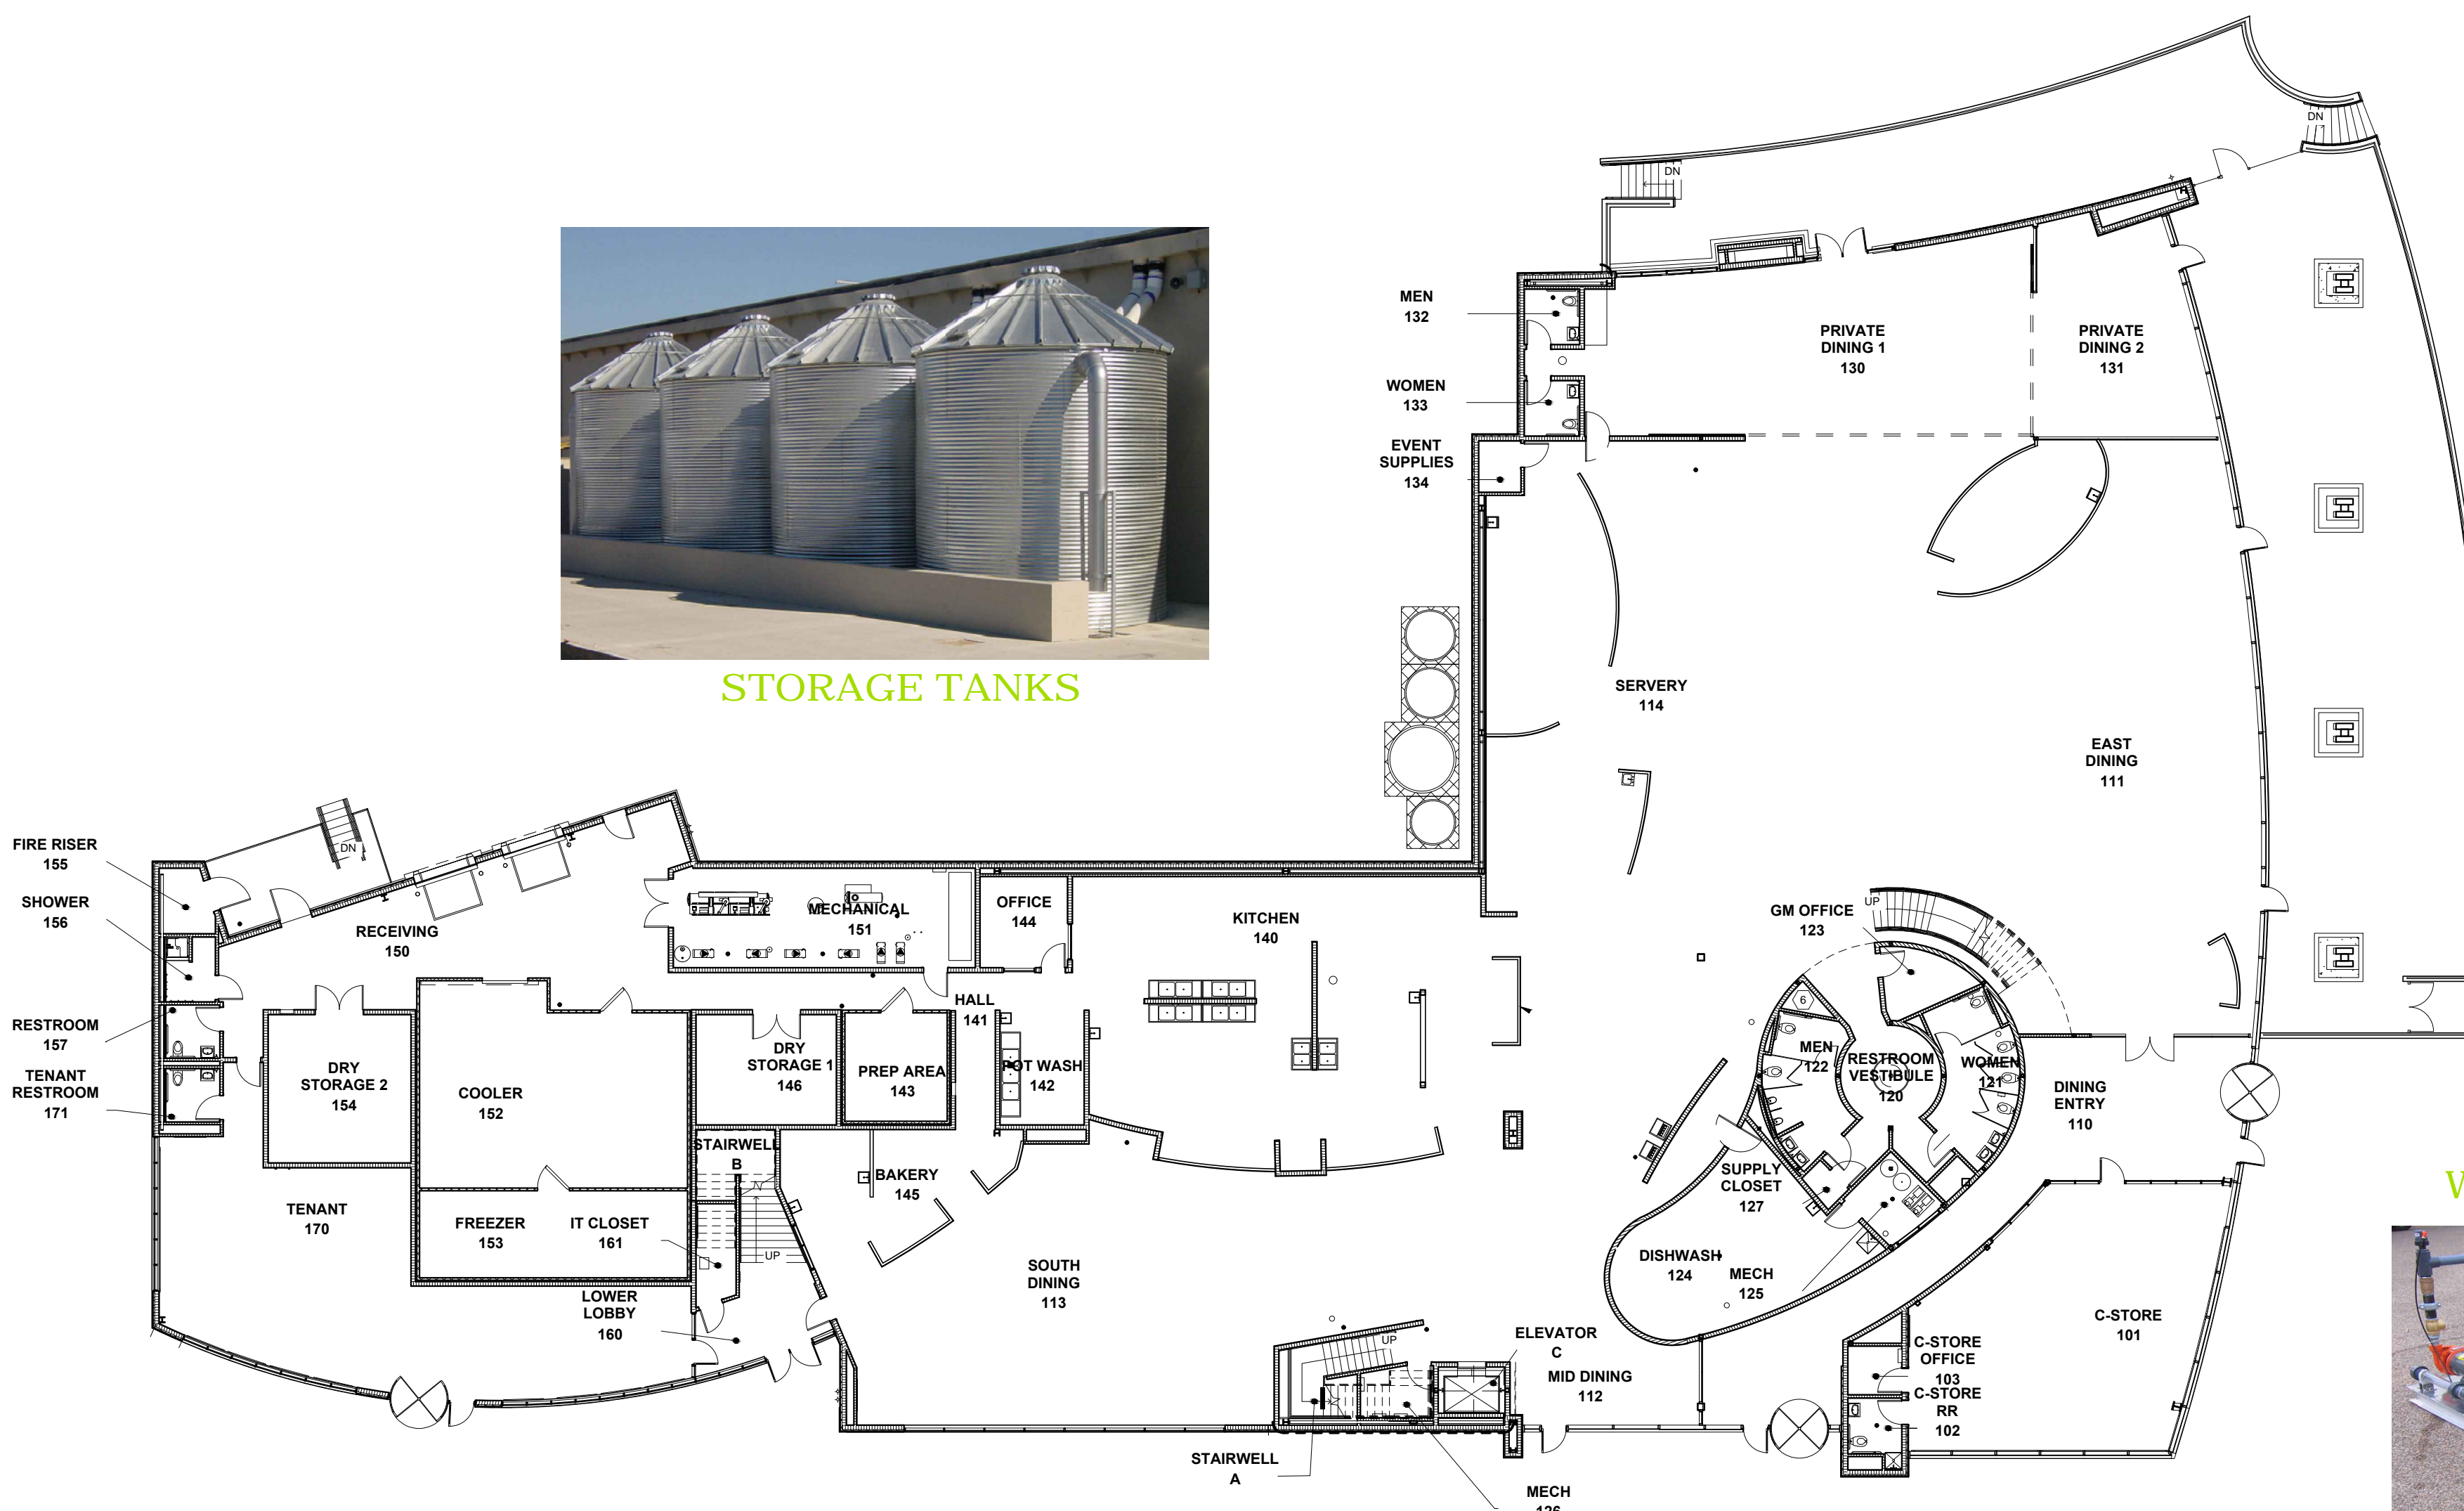 DN
DN
MEN
132
PRIVATE
DINING 1
130
PRIVATE
DINING 2
131
WOMEN
133
EVENT
SUPPLIES
134
STORAGE TANKS
SERVERY
114
EAST
DINING
111
FIRE RISER
155
DN
SHOWER
156
RECEIVING
150
MECHANICAL
151
OFFICE
144
KITCHEN
140
GM OFFICE
123
UP
RESTROOM
157
TENANT
RESTROOM
171
DRY
STORAGE 2
154
COOLER
152
HALL
141
DRY
STORAGE 1
146
PREP AREA
143
POT WASH
142
6
MEN
122
RESTROOM
VESTIBULE
120
WOMEN
121
DINING
ENTRY
110
STAIRWELL
B
BAKERY
145
SUPPLY
CLOSET
127
W
TENANT
170
FREEZER
153
IT CLOSET
161
UP
SOUTH
DINING
113
DISHWASH
124
MECH
125
LOWER
LOBBY
160
C-STORE
101
UP
ELEVATOR
C
MID DINING
112
C-STORE
OFFICE
103
C-STORE
RR
102
STAIRWELL
A
MECH
126